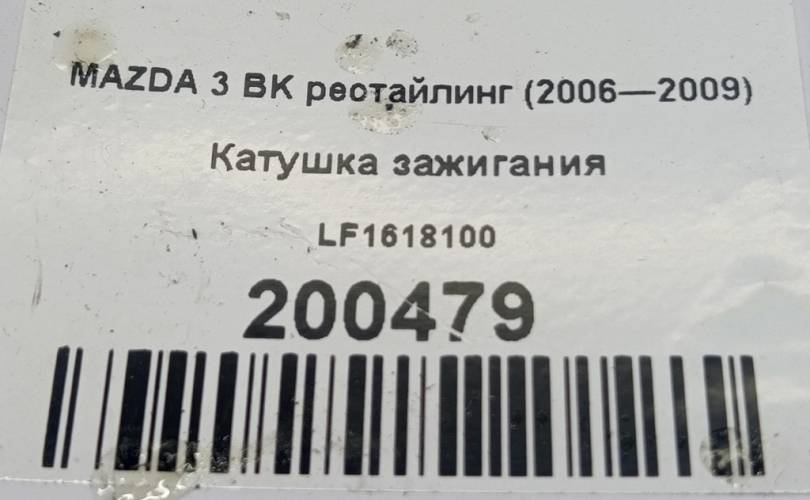 MAZDA 3 BK рестайлинг (2006—2009)
Катушка зажигания
LF1618100
200479